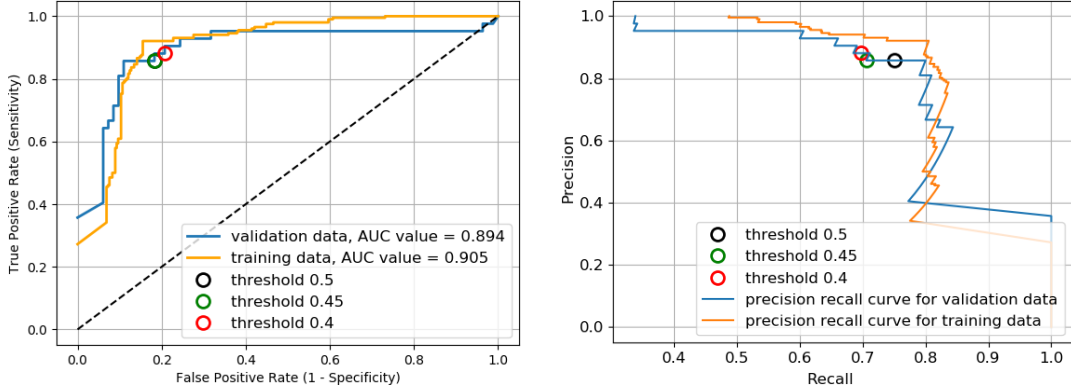 True Positive Rate (Sensitivity)
1.0
0.8
0.6
0.4
0.2
0.0
validation data, AUC value = 0.894
training data, AUC value = 0.905
threshold 0.5
threshold 0.45
threshold 0.4
0.0 0.2 0.4 0.6 0.8 1.0
False Positive Rate (1 - Specificity)
Precision
1.0
0.8
0.6
0.4
0.2
0.0
threshold 0.5
threshold 0.45
threshold 0.4
precision recall curve for validation data
precision recall curve for training data
0.4 0.5 0.6 0.7 0.8 0.9 1.0
Recall